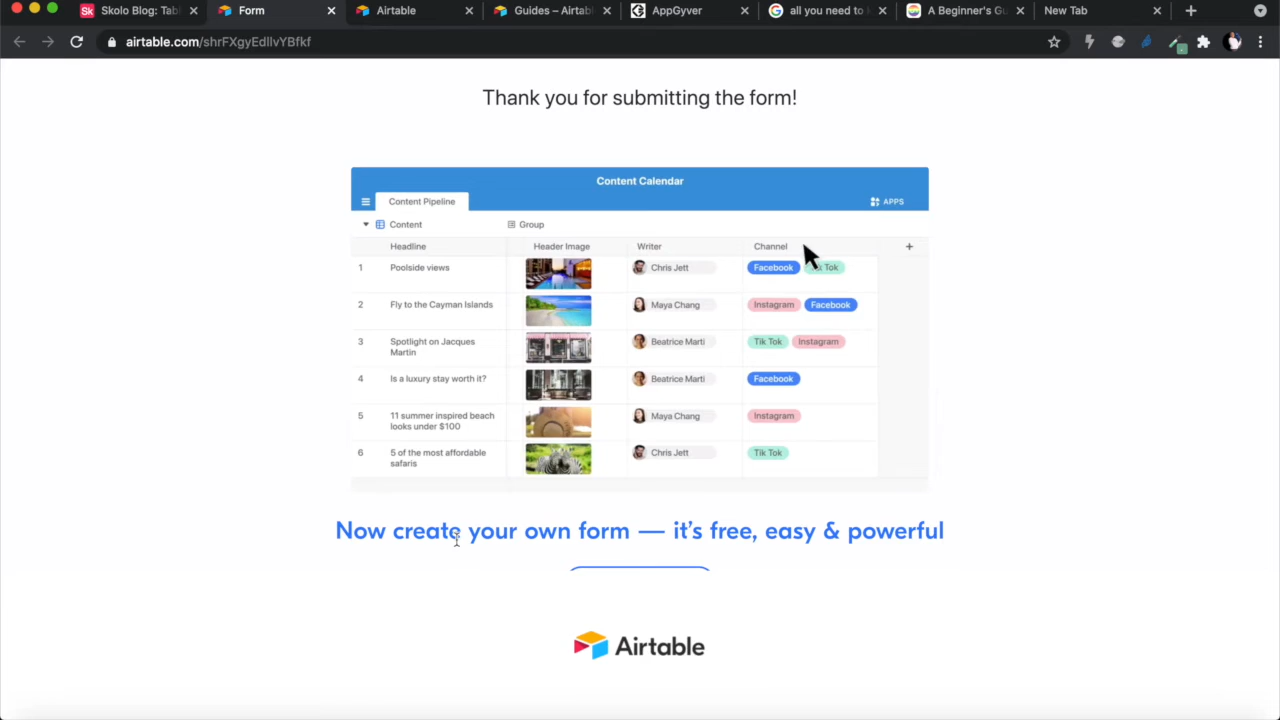 Skolo Blog: Tabl
Form
Airtable
Guides – Airtabl
AppGyver
all you need to
A Beginner's Gu
New Tab
airtable.com/shrFXgyEdIlvYBfkf
Thank you for submitting the form!
Content Calendar
Content Pipeline
APPS
Content Group
Headline Header Image Writer Channel
1 Poolside views Chris Jett Facebook Tok
2 Fly to the Cayman Islands Maya Chang Instagram Facebook
3 Spotlight on Jacques Martin Beatrice Marti Tik Tok Instagram
4 Is a luxury stay worth it? Beatrice Marti Facebook
5 11 summer inspired beach looks under $100 Maya Chang Instagram
6 5 of the most affordable safaris Chris Jett Tik Tok
Now create your own form — it's free, easy & powerful
Airtable